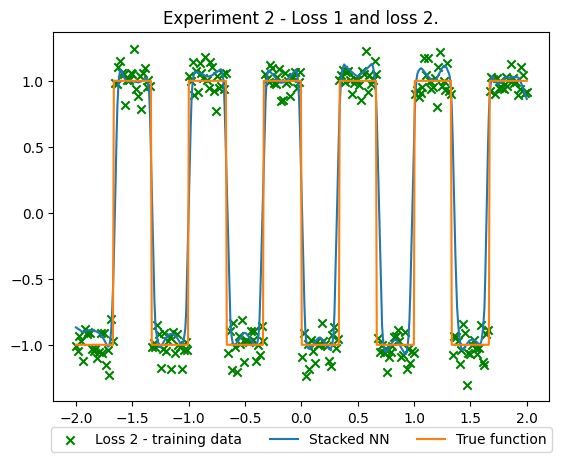 Experiment 2 - Loss 1 and loss 2.
1.0
0.5
0.0
−0.5
−1.0
−2.0 −1.5 −1.0 −0.5 0.0 0.5 1.0 1.5 2.0
Loss 2 - training data Stacked NN True function